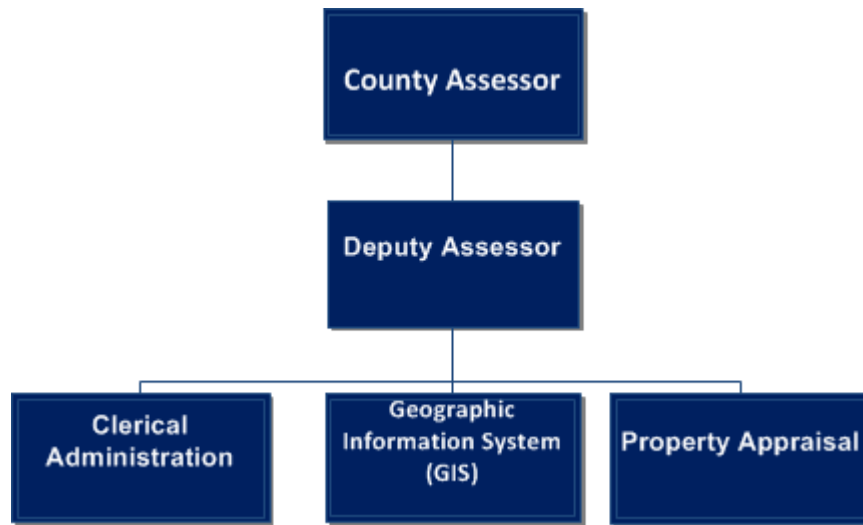 County Assessor
Deputy Assessor
Clerical
Administration
Geographic
Information System
(GIS)
Property Appraisal